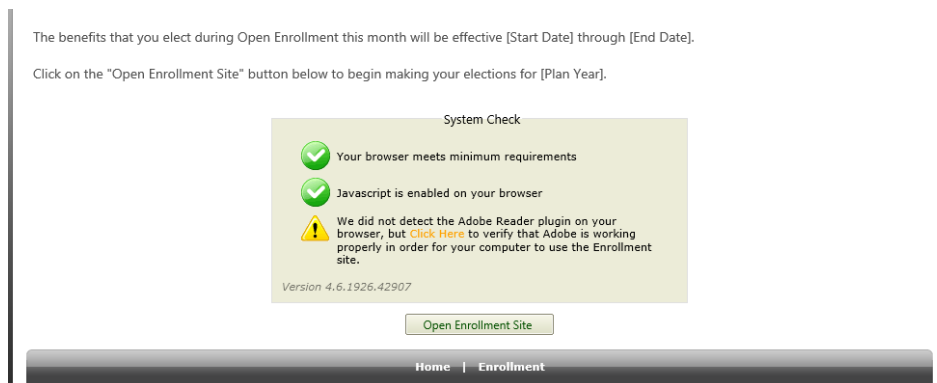 The benefits that you elect during Open Enrollment this month will be effective [Start Date] through [End Date].
Click on the "Open Enrollment Site" button below to begin making your elections for [Plan Year].
System Check
Your browser meets minimum requirements
Javascript is enabled on your browser
We did not detect the Adobe Reader plugin on your
browser, but Click Here to verify that Adobe is working
properly in order for your computer to use the Enrollment
site.
Version 4.6.1926.42907
Open Enrollment Site
Home | Enrollment